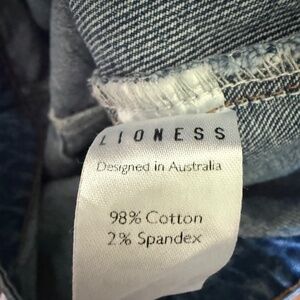 LIONESS
Designed in Australia
98% Cotton
2% Spandex